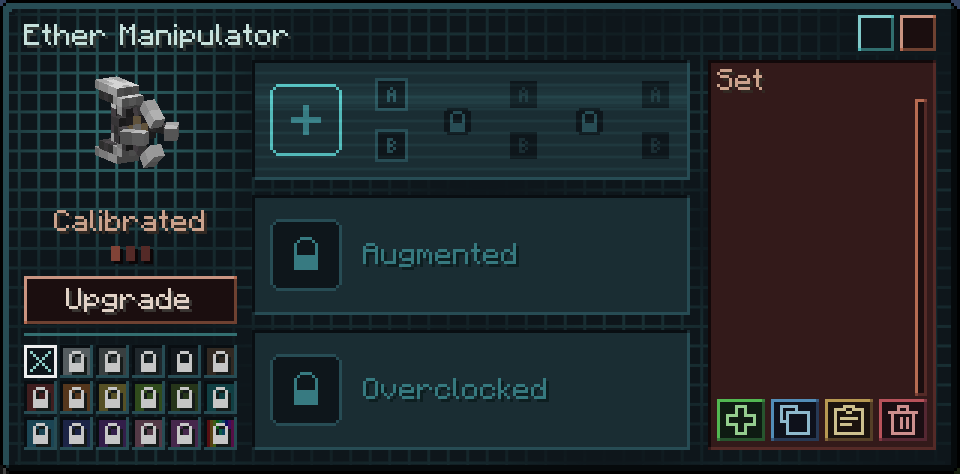 Ether Manipulator
Set
A A A
B B B
Calibrated
Augmented
Upgrade
Overclocked